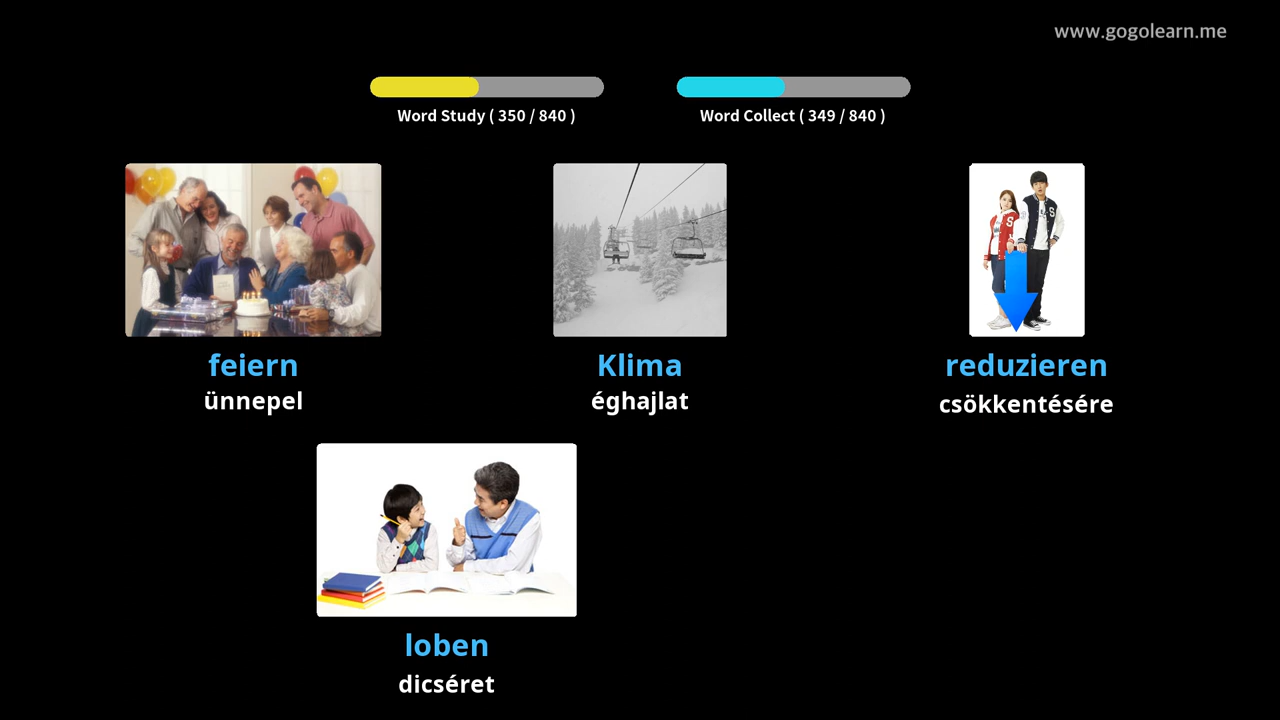 www.gogolearn.me
Word Study ( 350 / 840 )
Word Collect ( 349 / 840 )
feiern
ünnepel
Klima
éghajlat
reduzieren
csökkentésére
loben
dicséret